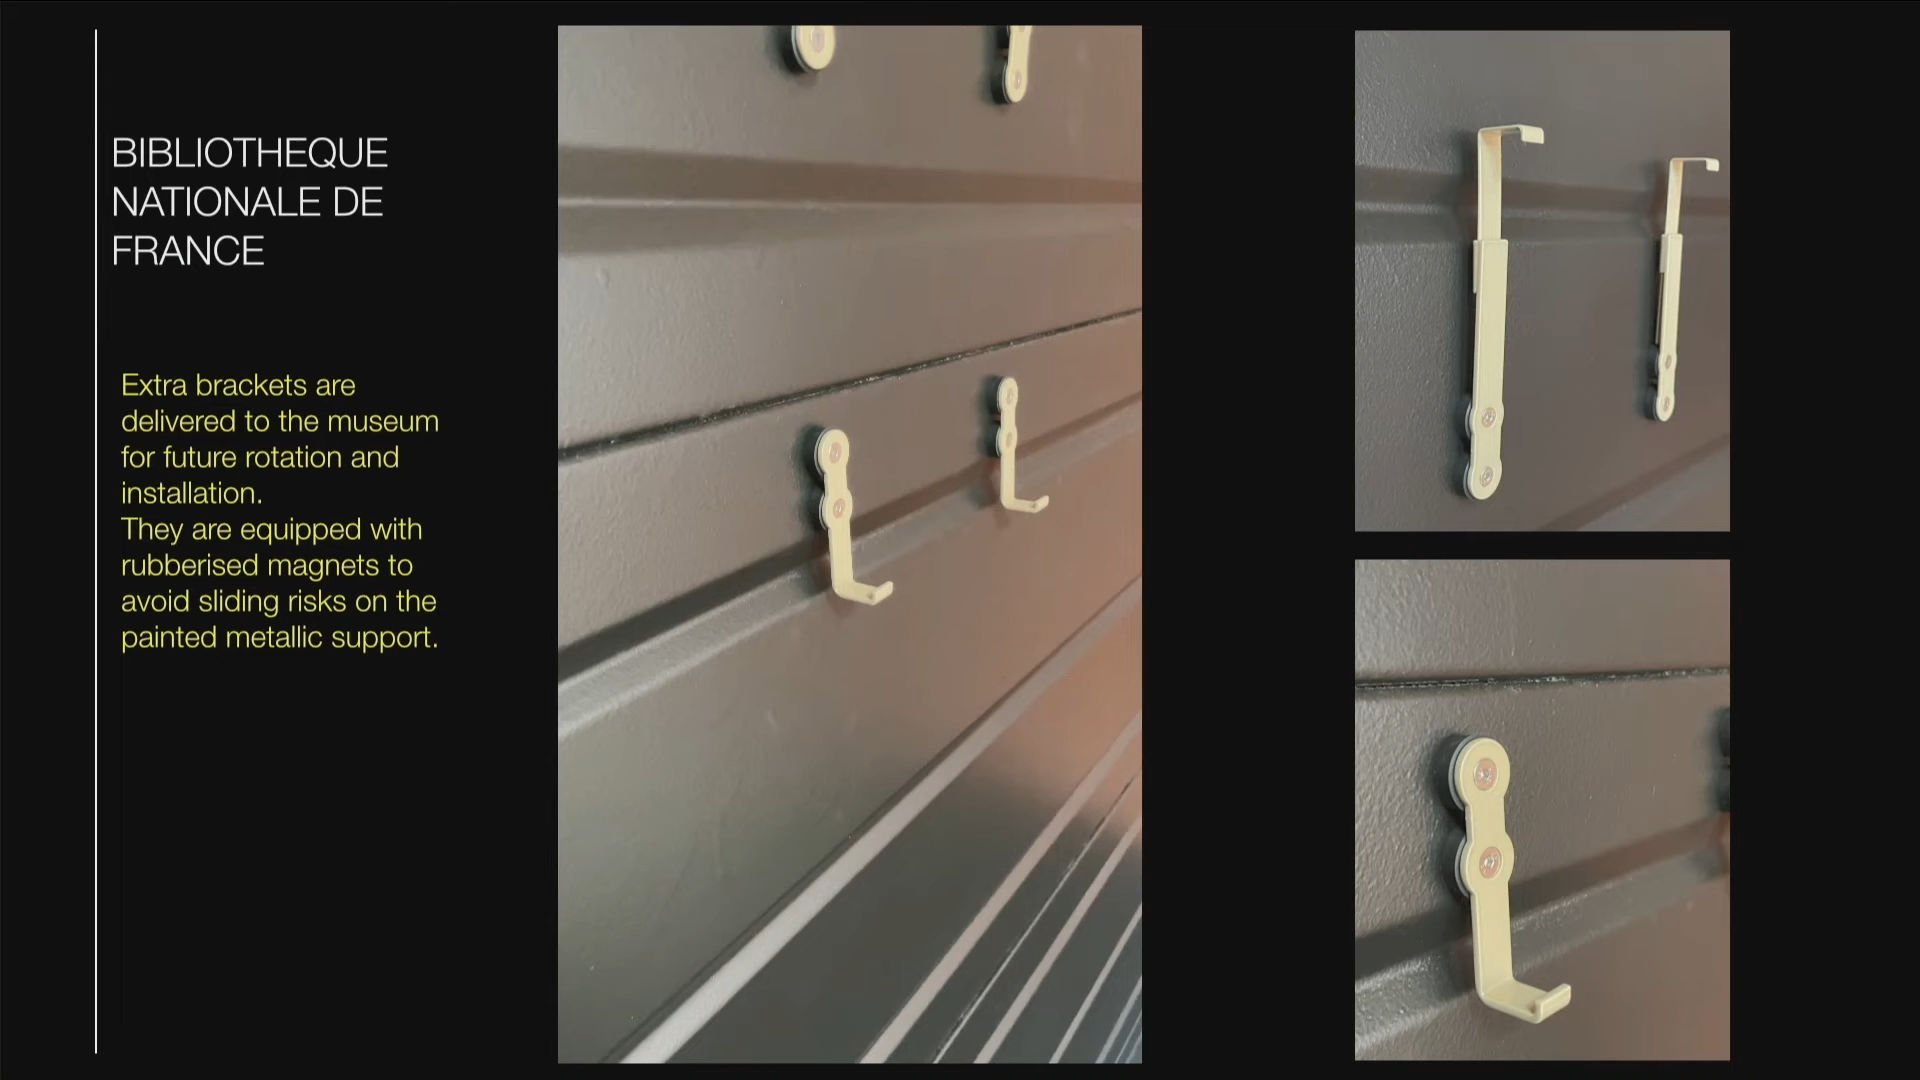 BIBLIOTHEQUE
NATIONALE DE
FRANCE
Extra brackets are
delivered to the museum
for future rotation and
installation.
They are equipped with
rubberised magnets to
avoid sliding risks on the
painted metallic support.